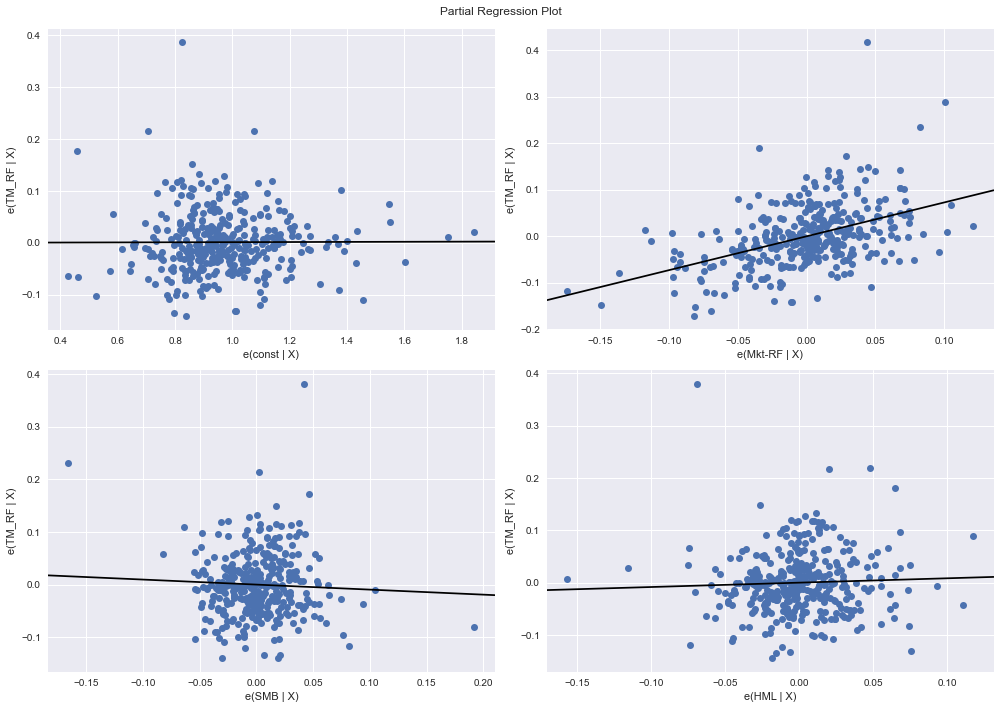 Partial Regression Plot
0.4
0.3
0.2
0.1
0.0
−0.1
e(TM_RF | X)
0.4 0.6 0.8 1.0 1.2 1.4 1.6 1.8
e(const | X)
0.4
0.3
0.2
0.1
0.0
−0.1
−0.2
e(TM_RF | X)
−0.15 −0.10 −0.05 0.00 0.05 0.10
e(Mkt-RF | X)
0.4
0.3
0.2
0.1
0.0
−0.1
e(TM_RF | X)
−0.15 −0.10 −0.05 0.00 0.05 0.10 0.15 0.20
e(SMB | X)
0.4
0.3
0.2
0.1
0.0
−0.1
e(TM_RF | X)
−0.15 −0.10 −0.05 0.00 0.05 0.10
e(HML | X)